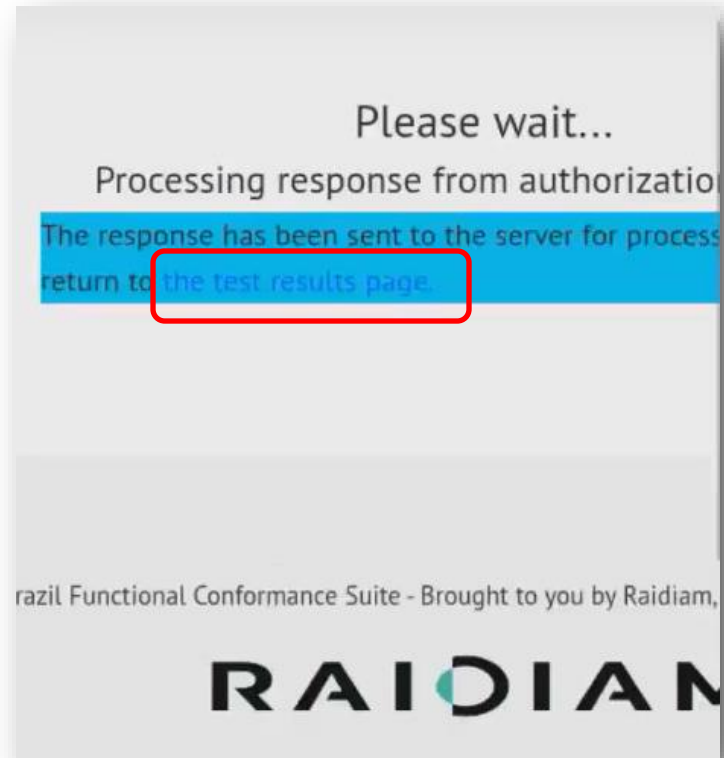 Please wait...
Processing response from authorizatio
The response has been sent to the server for process
return to the test results page.
razil Functional Conformance Suite - Brought to you by Raidiam,
RAIDIAM